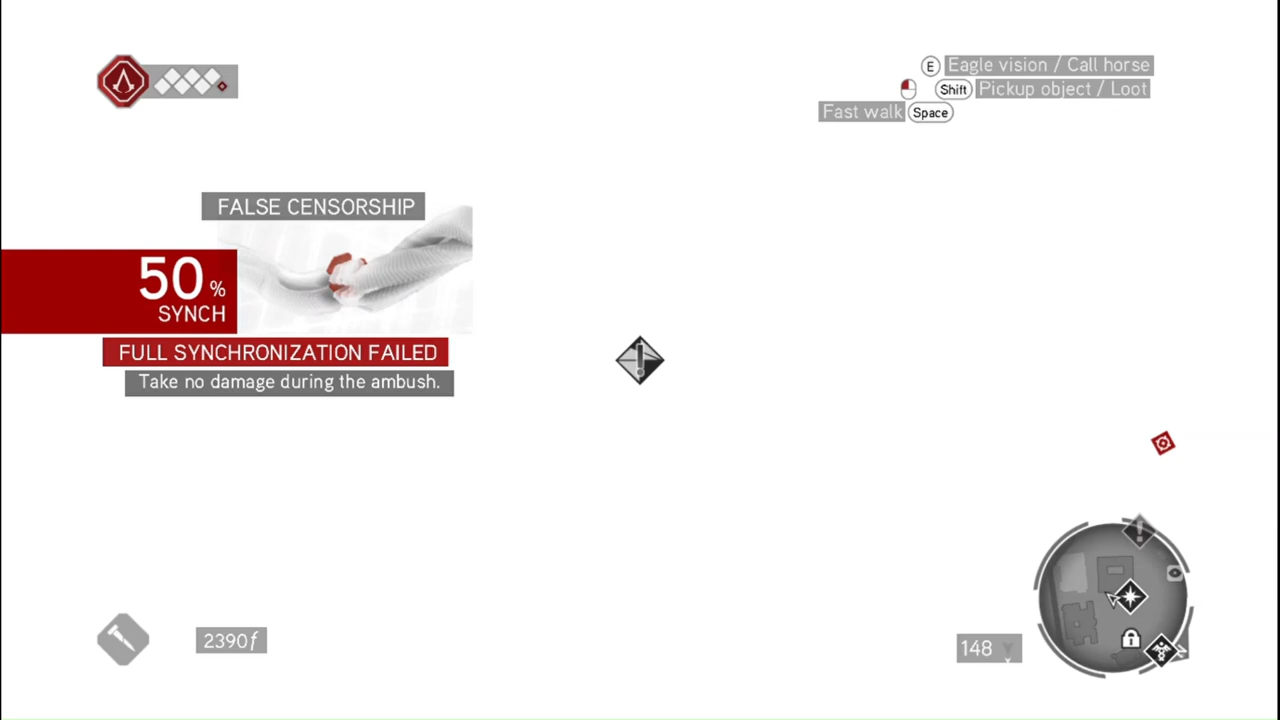 E Eagle vision / Call horse
Shift Pickup object / Loot
Fast walk Space
FALSE CENSORSHIP
50 %
SYNCH
FULL SYNCHRONIZATION FAILED
Take no damage during the ambush.
2390ƒ
148
N